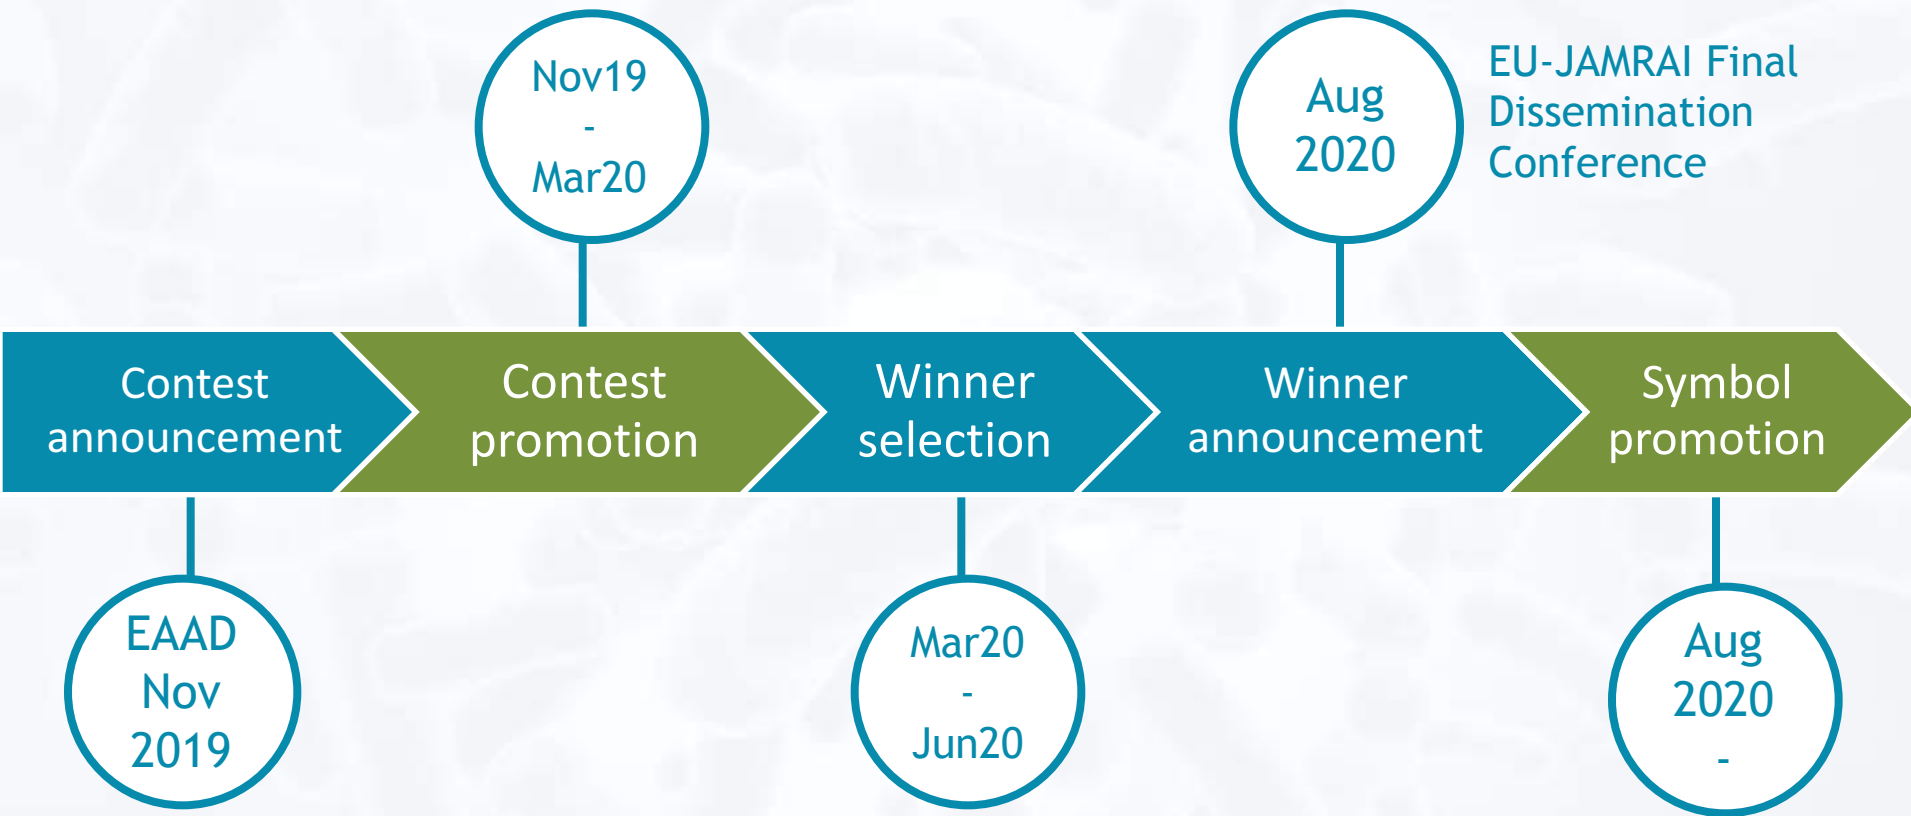 Nov19
-
Mar20
Aug
2020
EU-JAMRAI Final
Dissemination
Conference
Contest
announcement
Contest
promotion
Winner
selection
Winner
announcement
Symbol
promotion
EAAD
Nov
2019
Mar20
-
Jun20
Aug
2020
-